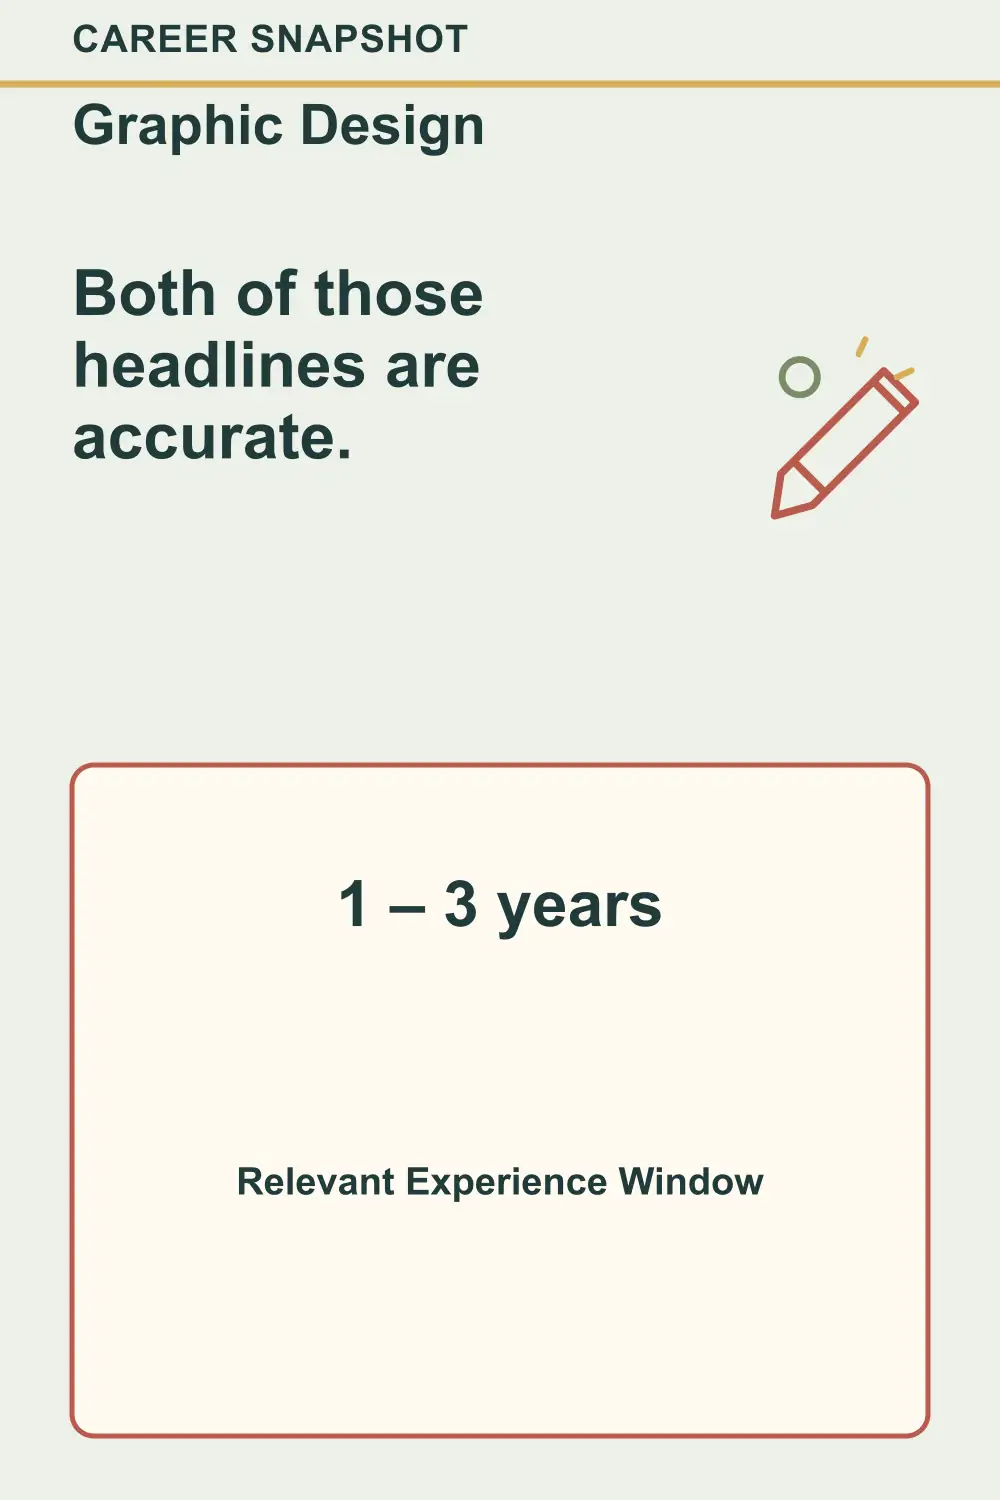 CAREER SNAPSHOT
Graphic Design
Both of those
headlines are
accurate.
1 – 3 years
Relevant Experience Window